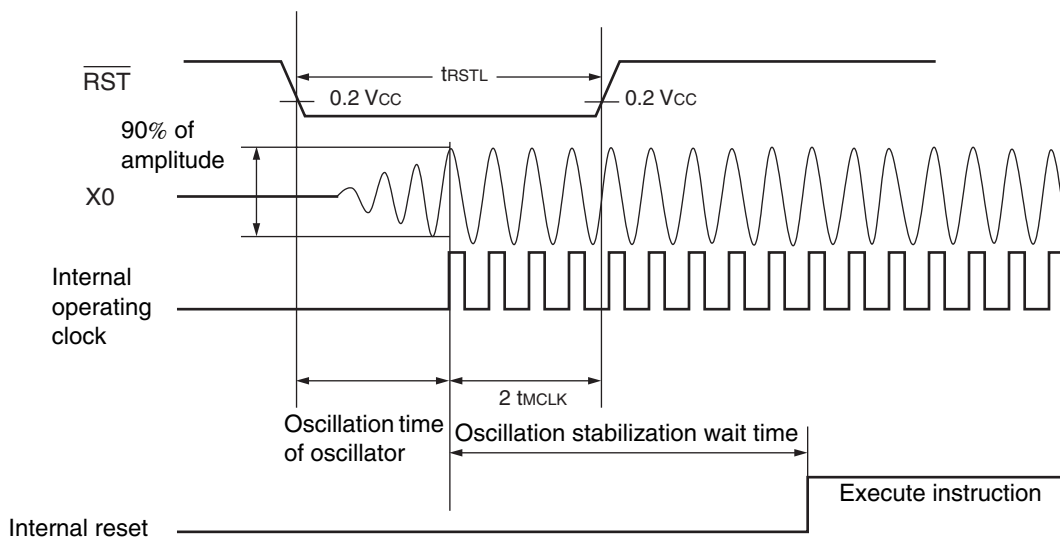 tRSTL
RST
0.2 VCC
0.2 VCC
90% of
amplitude
X0
Internal
operating
clock
2 tMCLK
Oscillation time
of oscillator
Oscillation stabilization wait time
Execute instruction
Internal reset